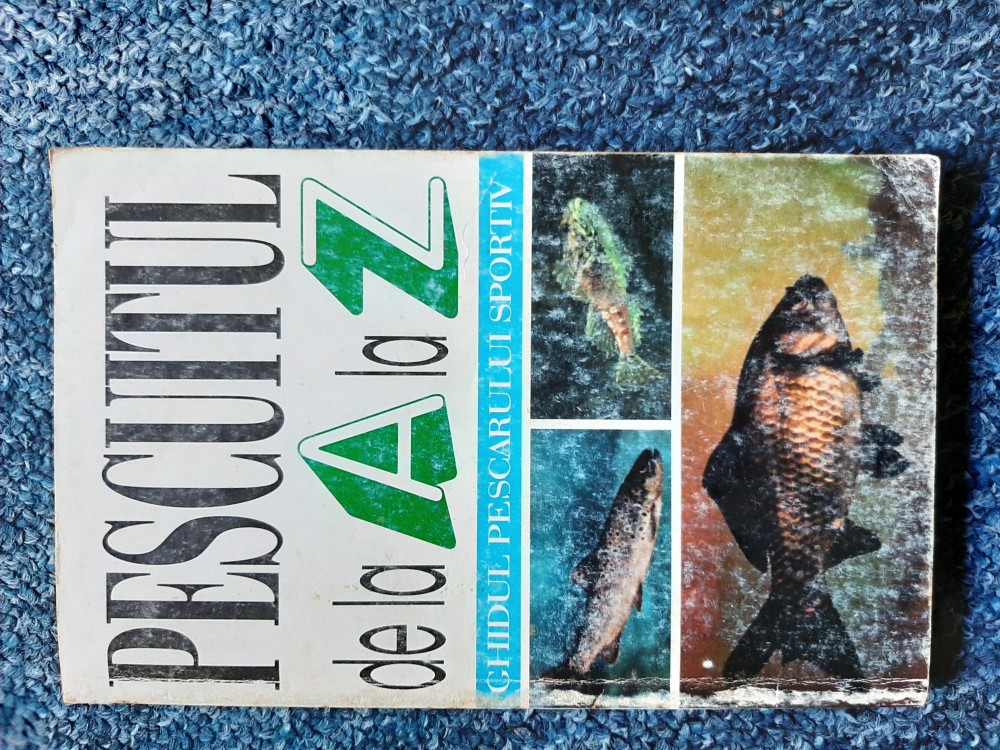 PESCUITUL
de la A la Z
GHIDUL PESCARULUI SPORTIV